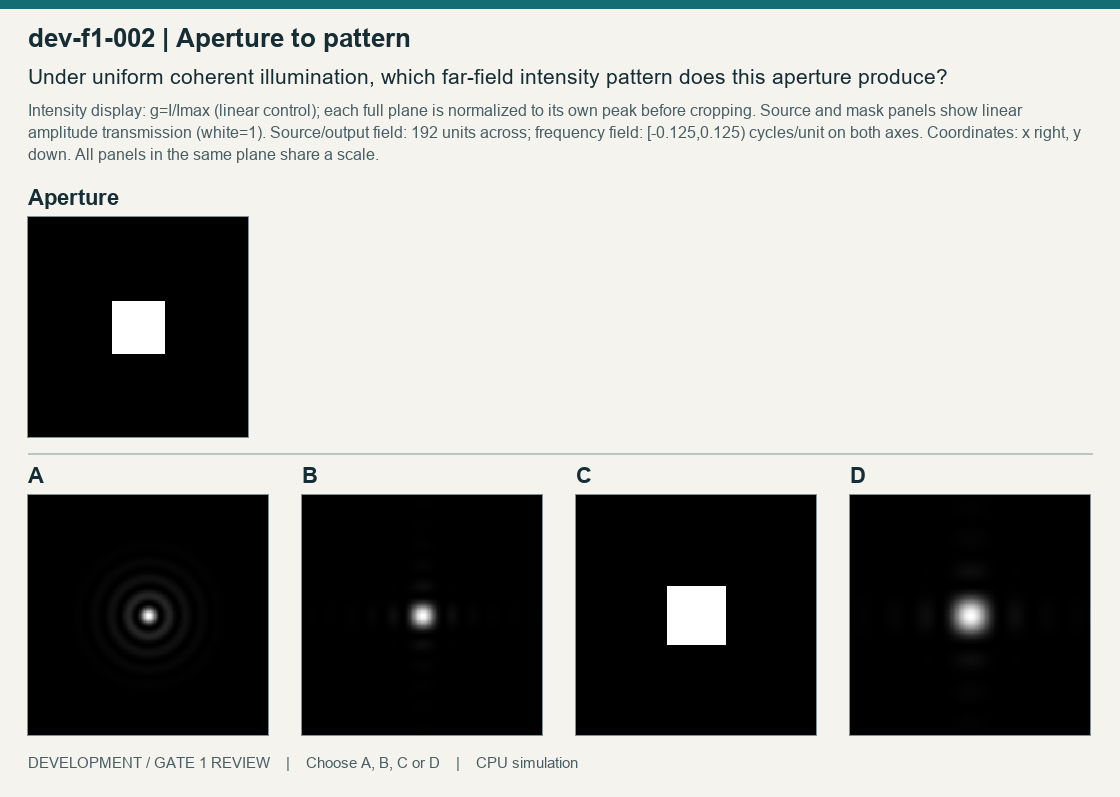 dev-f1-002 | Aperture to pattern
Under uniform coherent illumination, which far-field intensity pattern does this aperture produce?
Intensity display: g=I/Imax (linear control); each full plane is normalized to its own peak before cropping. Source and mask panels show linear
amplitude transmission (white=1). Source/output field: 192 units across; frequency field: [-0.125,0.125) cycles/unit on both axes. Coordinates: x right, y
down. All panels in the same plane share a scale.
Aperture
A
B
C
D
DEVELOPMENT / GATE 1 REVIEW | Choose A, B, C or D | CPU simulation